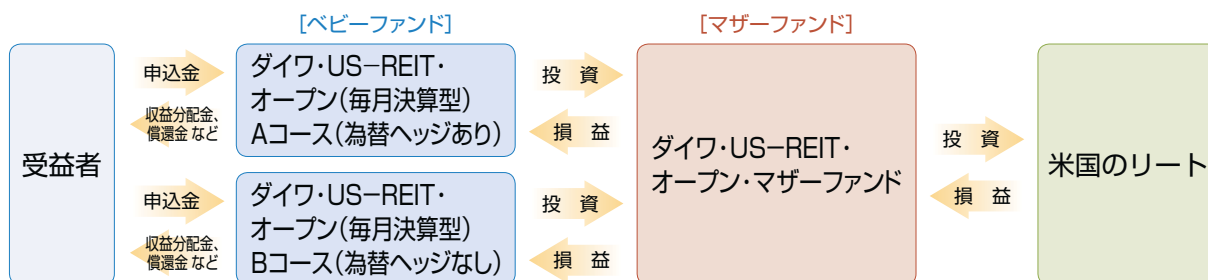 [ベビーファンド]
[マザーファンド]
受益者
申込金
収益分配金、
償還金 など
ダイワ・US−REIT・
オープン(毎月決算型)
Aコース(為替ヘッジあり)
投 資
損 益
申込金
収益分配金、
償還金 など
ダイワ・US−REIT・
オープン(毎月決算型)
Bコース(為替ヘッジなし)
投 資
損 益
ダイワ・US−REIT・
オープン・マザーファンド
投 資
損 益
米国のリート